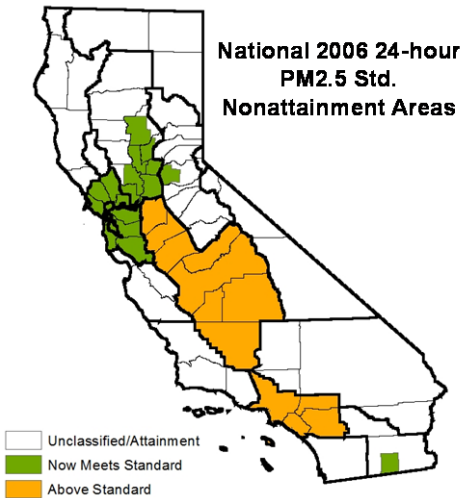 National 2006 24-hour
PM2.5 Std.
Nonattainment Areas
Unclassified/Attainment
Now Meets Standard
Above Standard